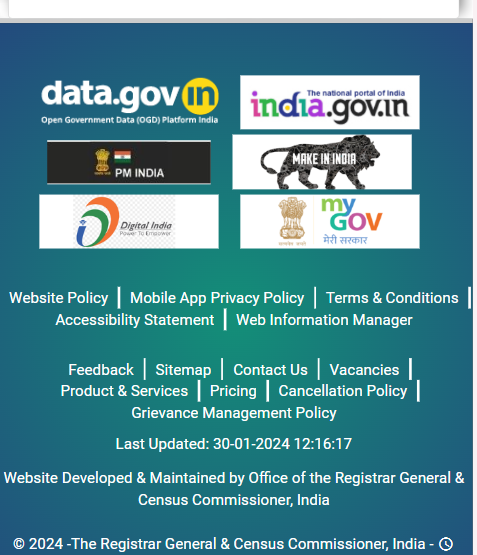 data.gov in
Open Government Data (OGD) Platform India
The national portal of India
india.gov.in
PM INDIA
MAKE IN INDIA
Digital India
Power To Empower
my
GOV
मेरी सरकार
Website Policy | Mobile App Privacy Policy | Terms & Conditions |
Accessibility Statement | Web Information Manager
Feedback | Sitemap | Contact Us | Vacancies |
Product & Services | Pricing | Cancellation Policy |
Grievance Management Policy
Last Updated: 30-01-2024 12:16:17
Website Developed & Maintained by Office of the Registrar General &
Census Commissioner, India
© 2024 -The Registrar General & Census Commissioner, India -